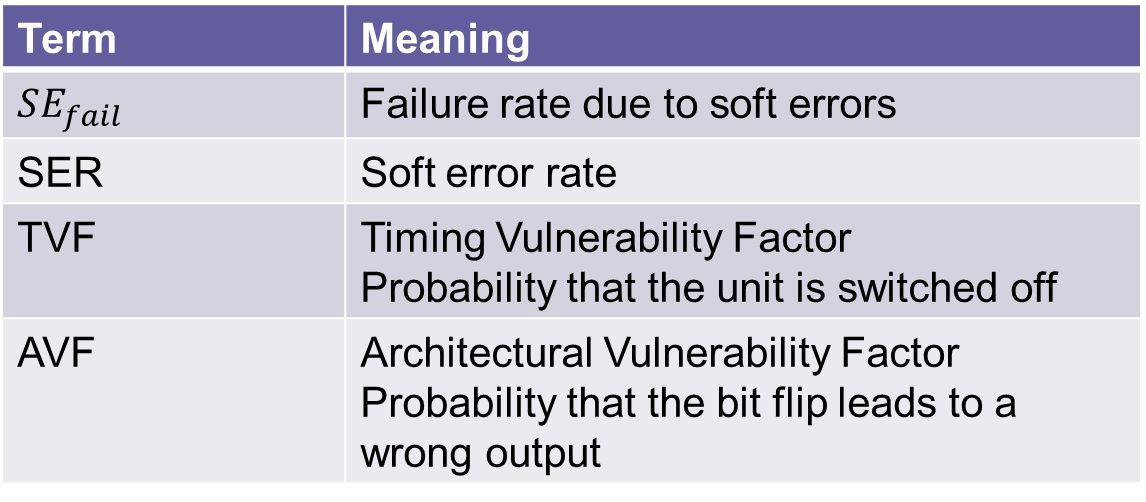 Term Meaning
SE_fail Failure rate due to soft errors
SER Soft error rate
TVF Timing Vulnerability Factor
Probability that the unit is switched off
AVF Architectural Vulnerability Factor
Probability that the bit flip leads to a
wrong output